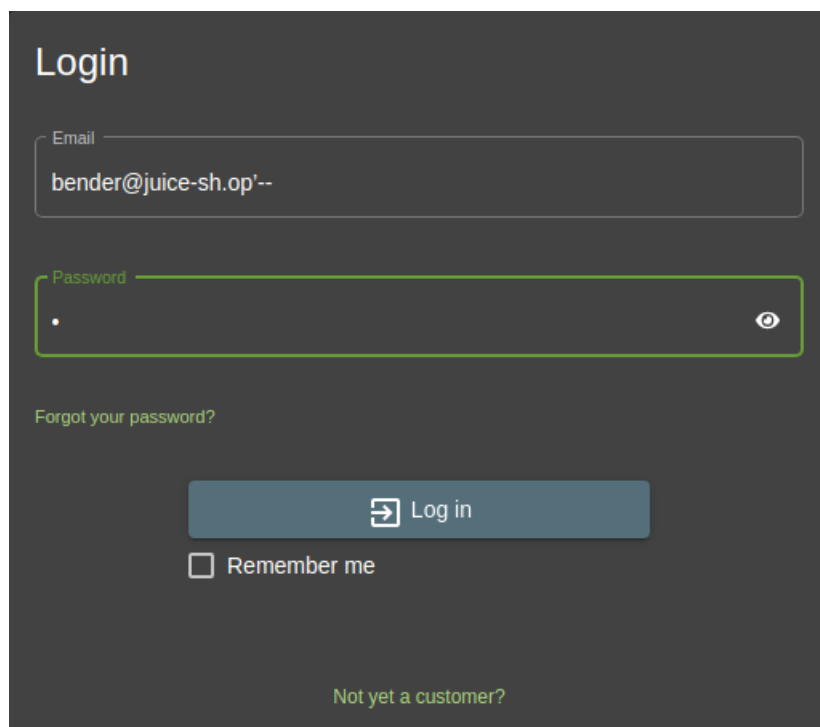 Login
Email
bender@juice-sh.op’--
Password
•
Forgot your password?
Log in
Remember me
Not yet a customer?